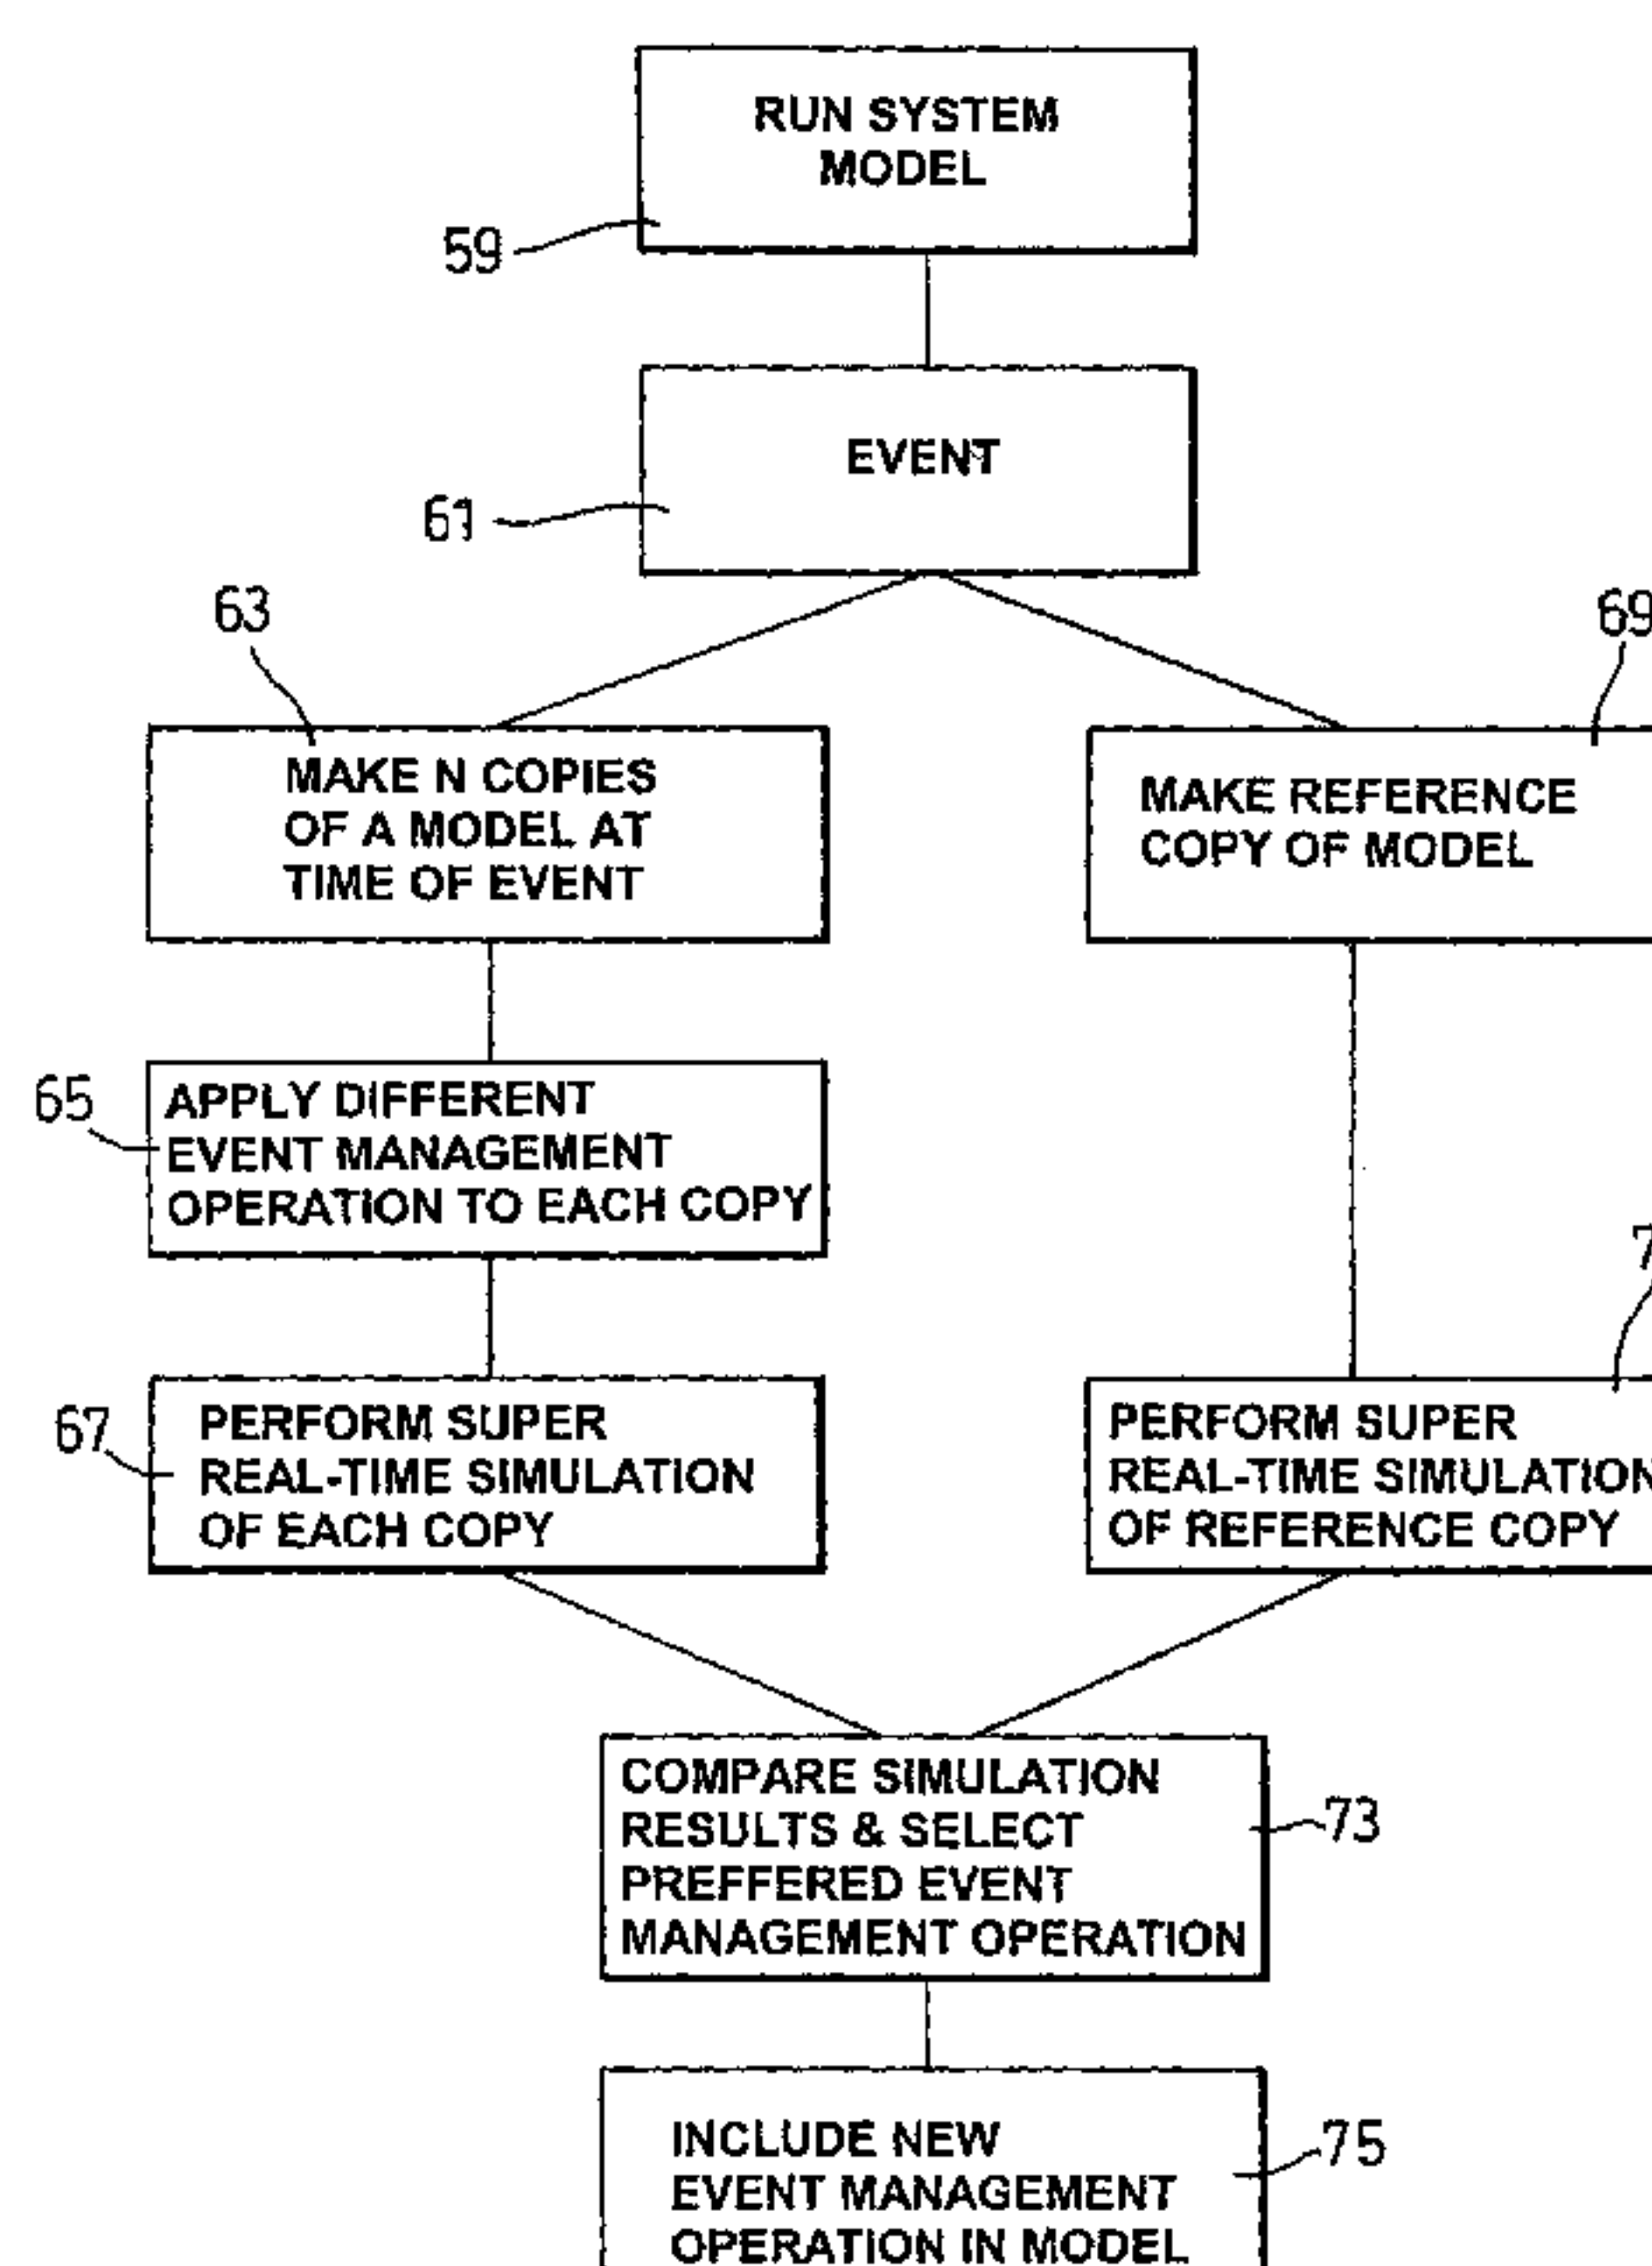 RUN SYSTEM
MODEL
59
EVENT
61
63
69
MAKE N COPIES
OF A MODEL AT
TIME OF EVENT
MAKE REFERENCE
COPY OF MODEL
65
APPLY DIFFERENT
EVENT MANAGEMENT
OPERATION TO EACH COPY
67
PERFORM SUPER
REAL-TIME SIMULATION
OF EACH COPY
PERFORM SUPER
REAL-TIME SIMULATION
OF REFERENCE COPY
COMPARE SIMULATION
RESULTS & SELECT
PREFFERED EVENT
MANAGEMENT OPERATION
73
INCLUDE NEW
EVENT MANAGEMENT
OPERATION IN MODEL
75